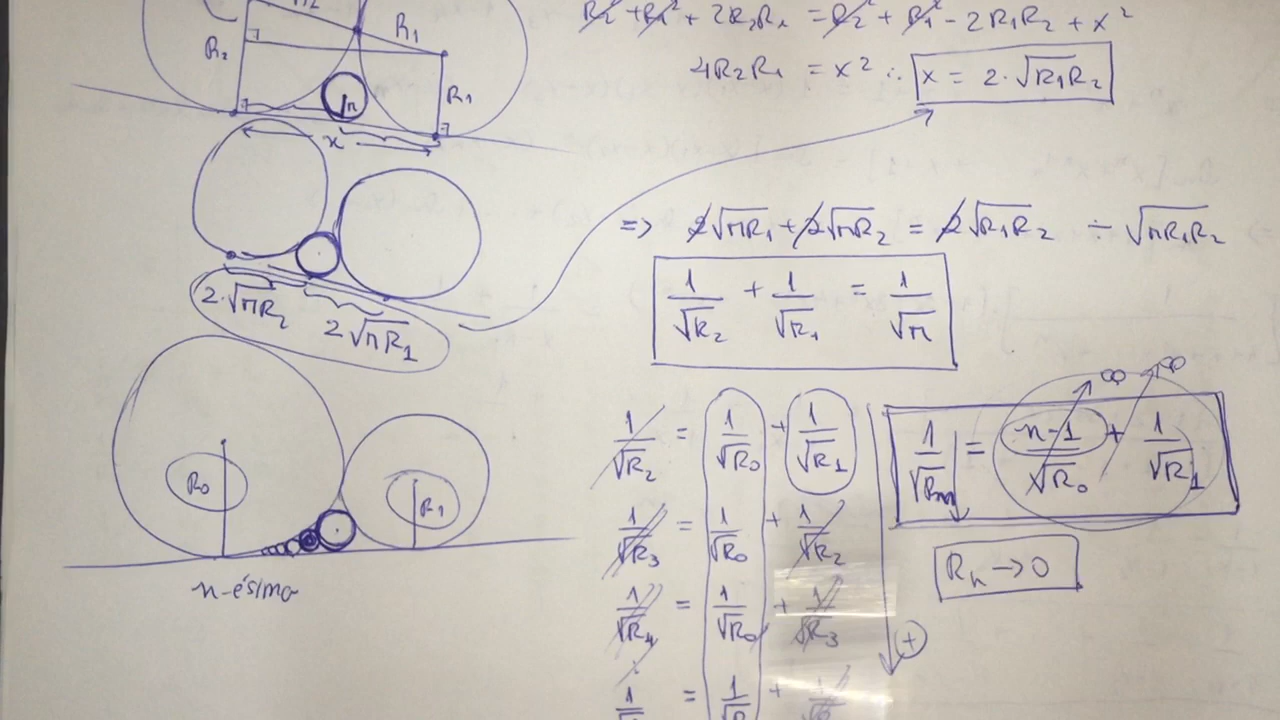 R₂² + R₁² + 2R₂R₁ = R₂² + R₁² - 2R₁R₂ + x²
R₁
R₂
4R₂R₁ = x² ∴ x = 2·√R₁R₂
R₁
r
x
=> 2√rR₁ + 2√rR₂ = 2√R₁R₂ ÷ √rR₁R₂
2·√rR₂ 2√rR₁
1/√R₂ + 1/√R₁ = 1/√r
∞ ∞
1/√R₂ = 1/√R₀ + 1/√R₁
1/√Rn = n-1/√R₀ + 1/√R₁
R₀ R₁
1/√R₃ = 1/√R₀ + 1/√R₂
Rn → 0
n-ésimo
1/√R₄ = 1/√R₀ + 1/√R₃
(+)